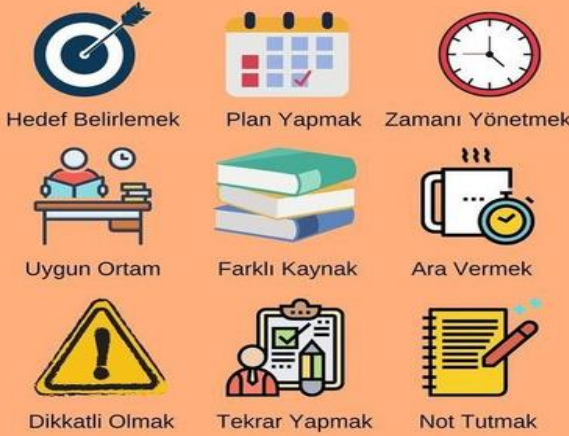 Hedef Belirlemek
Plan Yapmak
Zamanı Yönetmek
Uygun Ortam
Farklı Kaynak
Ara Vermek
Dikkatli Olmak
Tekrar Yapmak
Not Tutmak